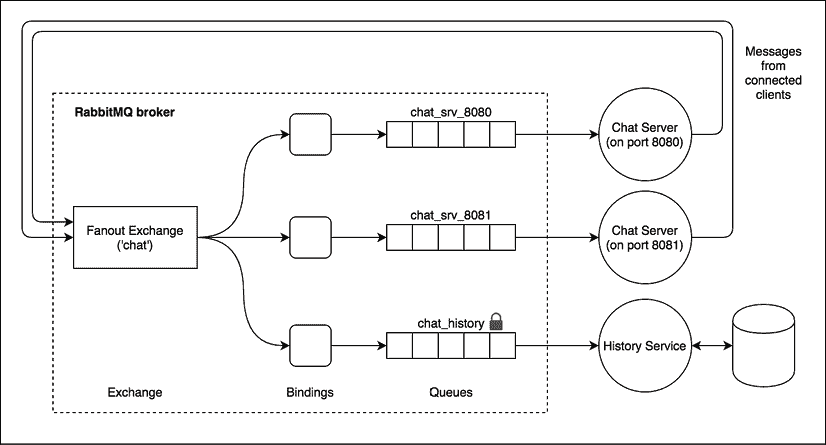 Messages
from
connected
clients
RabbitMQ broker
chat_srv_8080
Chat Server
(on port 8080)
Fanout Exchange
('chat')
chat_srv_8081
Chat Server
(on port 8081)
chat_history
History Service
Exchange
Bindings
Queues